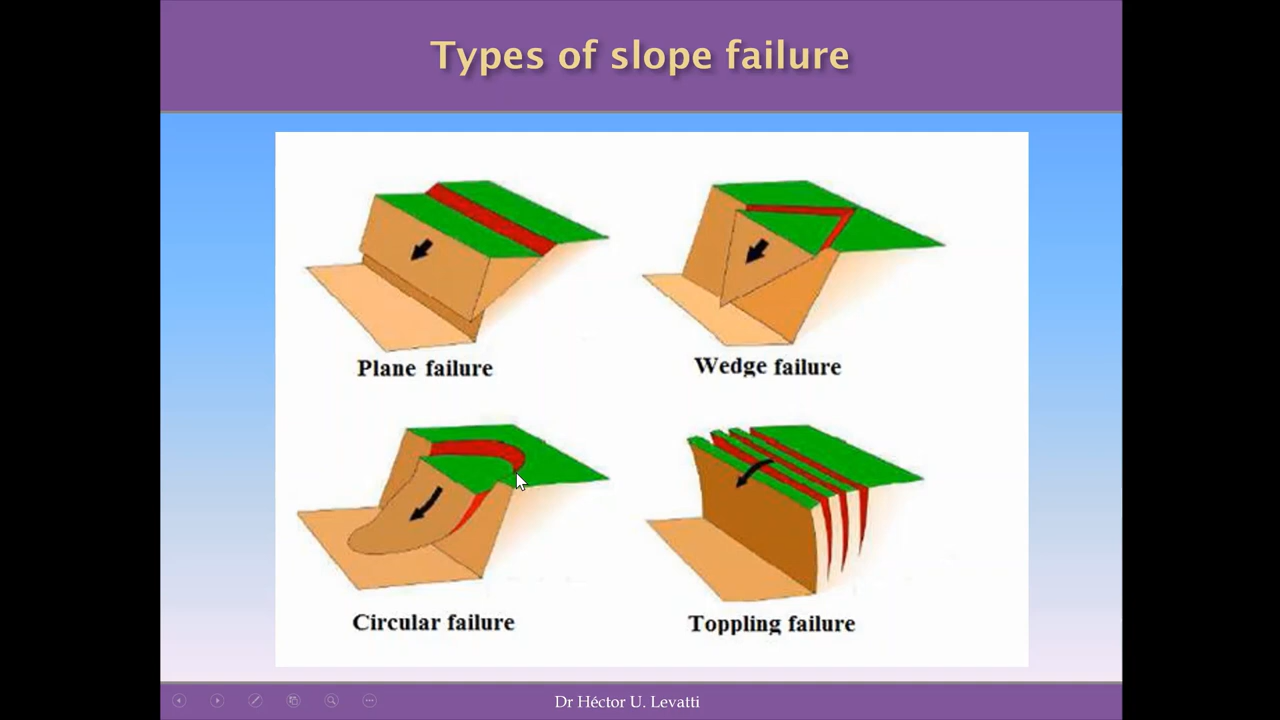 Types of slope failure
Plane failure
Wedge failure
Circular failure
Toppling failure
Dr Héctor U. Levatti